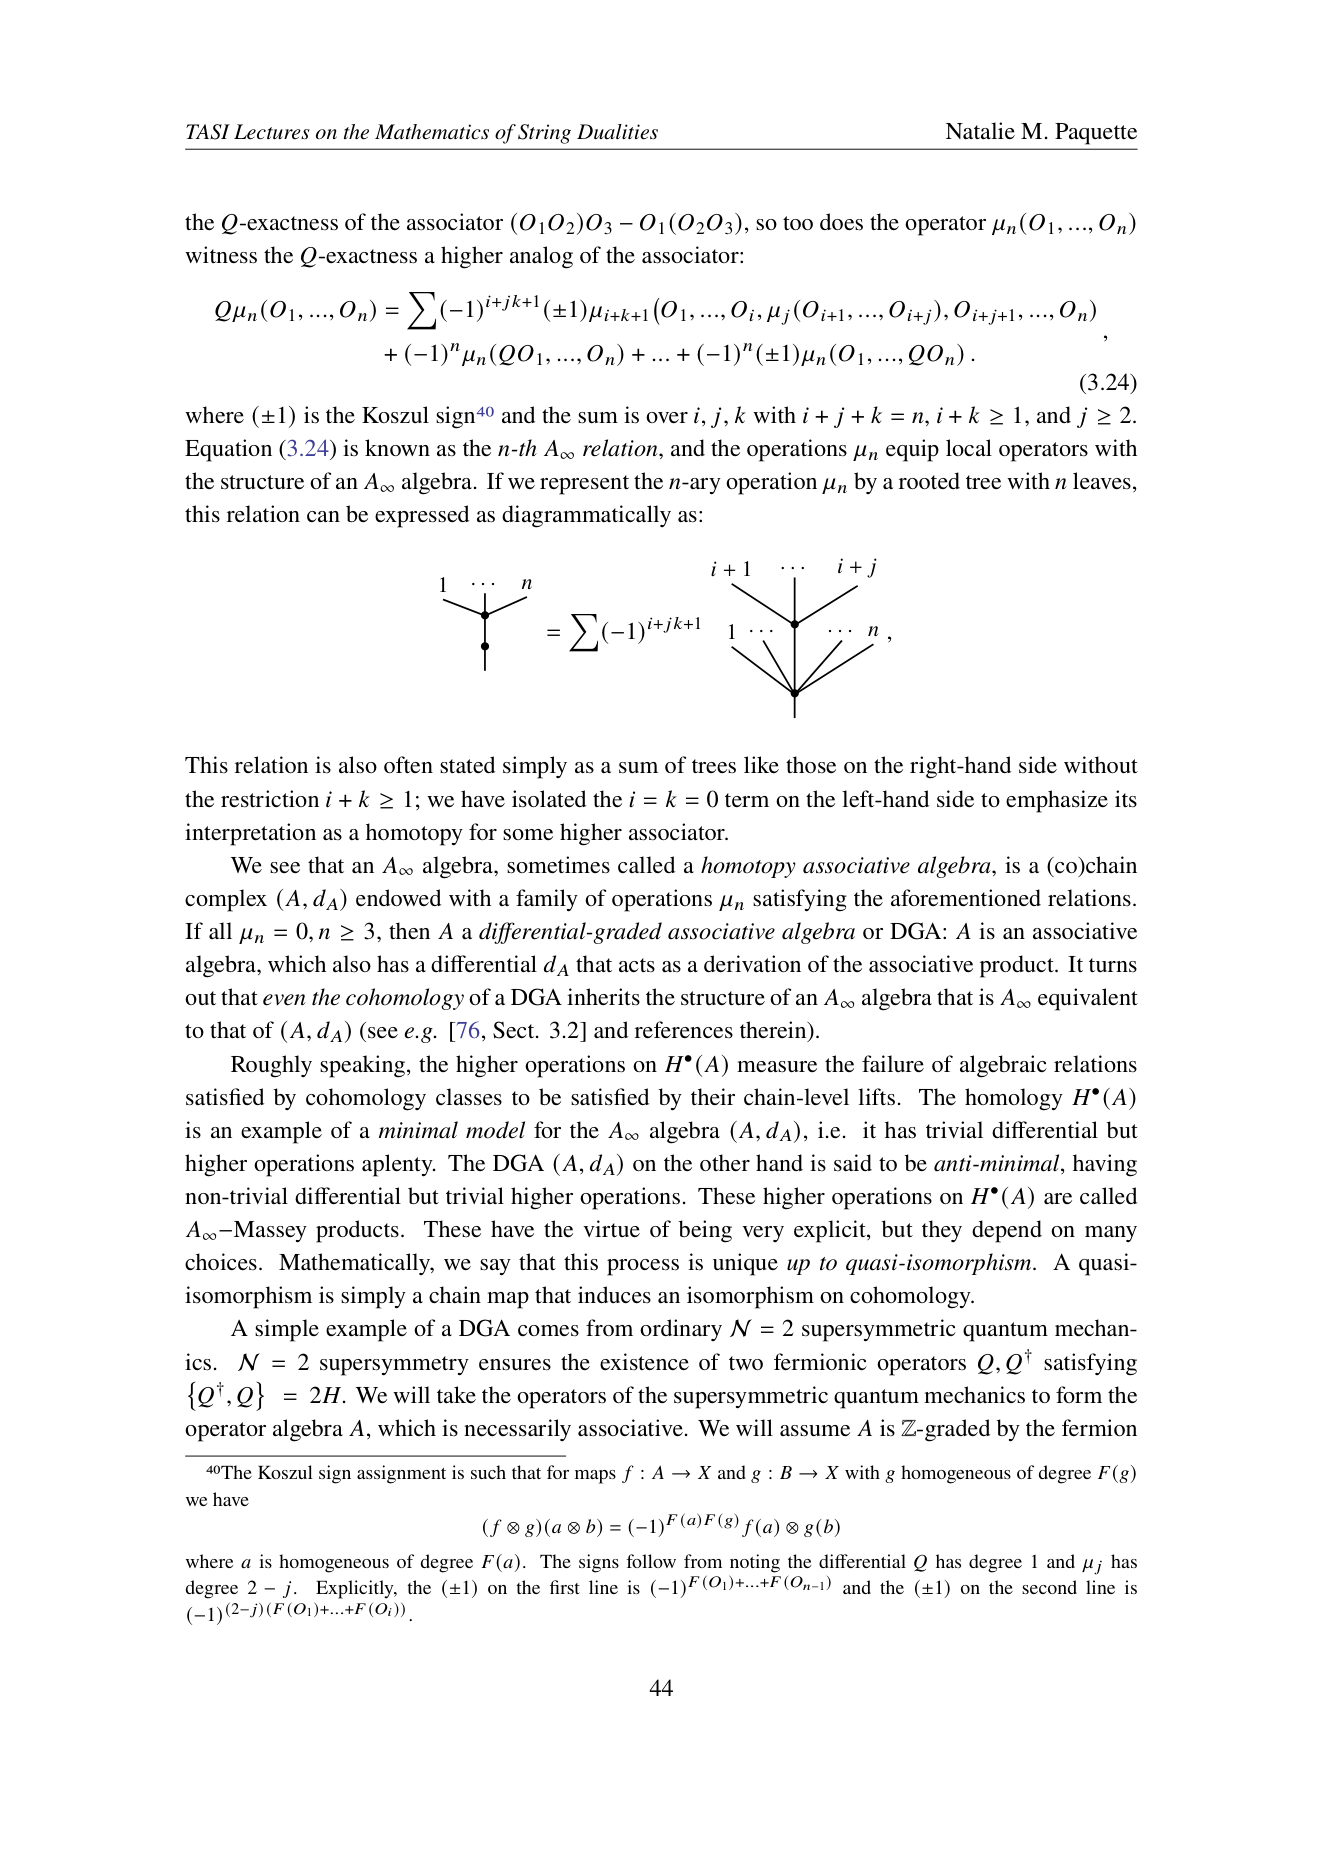 TASI Lectures on the Mathematics of String Dualities Natalie M. Paquette
the Q-exactness of the associator (O₁O₂)O₃ − O₁(O₂O₃), so too does the operator μₙ(O₁, ..., Oₙ)
witness the Q-exactness a higher analog of the associator:
Qμₙ(O₁, ..., Oₙ) = ∑(−1)^{i+jk+1}(±1)μ_{i+k+1}(O₁, ..., O_i, μ_j(O_{i+1}, ..., O_{i+j}), O_{i+j+1}, ..., Oₙ)
+ (−1)ⁿμₙ(QO₁, ..., Oₙ) + ... + (−1)ⁿ(±1)μₙ(O₁, ..., QOₙ) . ,
(3.24)
where (±1) is the Koszul sign⁴⁰ and the sum is over i, j, k with i + j + k = n, i + k ≥ 1, and j ≥ 2.
Equation (3.24) is known as the n-th A∞ relation, and the operations μₙ equip local operators with
the structure of an A∞ algebra. If we represent the n-ary operation μₙ by a rooted tree with n leaves,
this relation can be expressed as diagrammatically as:
i + 1 ··· i + j
1 ··· n
= ∑(−1)^{i+jk+1} 1 ··· ··· n ,
This relation is also often stated simply as a sum of trees like those on the right-hand side without
the restriction i + k ≥ 1; we have isolated the i = k = 0 term on the left-hand side to emphasize its
interpretation as a homotopy for some higher associator.
We see that an A∞ algebra, sometimes called a homotopy associative algebra, is a (co)chain
complex (A, d_A) endowed with a family of operations μₙ satisfying the aforementioned relations.
If all μₙ = 0, n ≥ 3, then A a differential-graded associative algebra or DGA: A is an associative
algebra, which also has a differential d_A that acts as a derivation of the associative product. It turns
out that even the cohomology of a DGA inherits the structure of an A∞ algebra that is A∞ equivalent
to that of (A, d_A) (see e.g. [76, Sect. 3.2] and references therein).
Roughly speaking, the higher operations on H•(A) measure the failure of algebraic relations
satisfied by cohomology classes to be satisfied by their chain-level lifts. The homology H•(A)
is an example of a minimal model for the A∞ algebra (A, d_A), i.e. it has trivial differential but
higher operations aplenty. The DGA (A, d_A) on the other hand is said to be anti-minimal, having
non-trivial differential but trivial higher operations. These higher operations on H•(A) are called
A∞−Massey products. These have the virtue of being very explicit, but they depend on many
choices. Mathematically, we say that this process is unique up to quasi-isomorphism. A quasi-
isomorphism is simply a chain map that induces an isomorphism on cohomology.
A simple example of a DGA comes from ordinary 𝒩 = 2 supersymmetric quantum mechan-
ics. 𝒩 = 2 supersymmetry ensures the existence of two fermionic operators Q, Q† satisfying
{Q†, Q} = 2H. We will take the operators of the supersymmetric quantum mechanics to form the
operator algebra A, which is necessarily associative. We will assume A is ℤ-graded by the fermion
⁴⁰The Koszul sign assignment is such that for maps f : A → X and g : B → X with g homogeneous of degree F(g)
we have
(f ⊗ g)(a ⊗ b) = (−1)^{F(a)F(g)} f(a) ⊗ g(b)
where a is homogeneous of degree F(a). The signs follow from noting the differential Q has degree 1 and μ_j has
degree 2 − j. Explicitly, the (±1) on the first line is (−1)^{F(O₁)+...+F(O_{n−1})} and the (±1) on the second line is
(−1)^{(2−j)(F(O₁)+...+F(O_i))}.
44